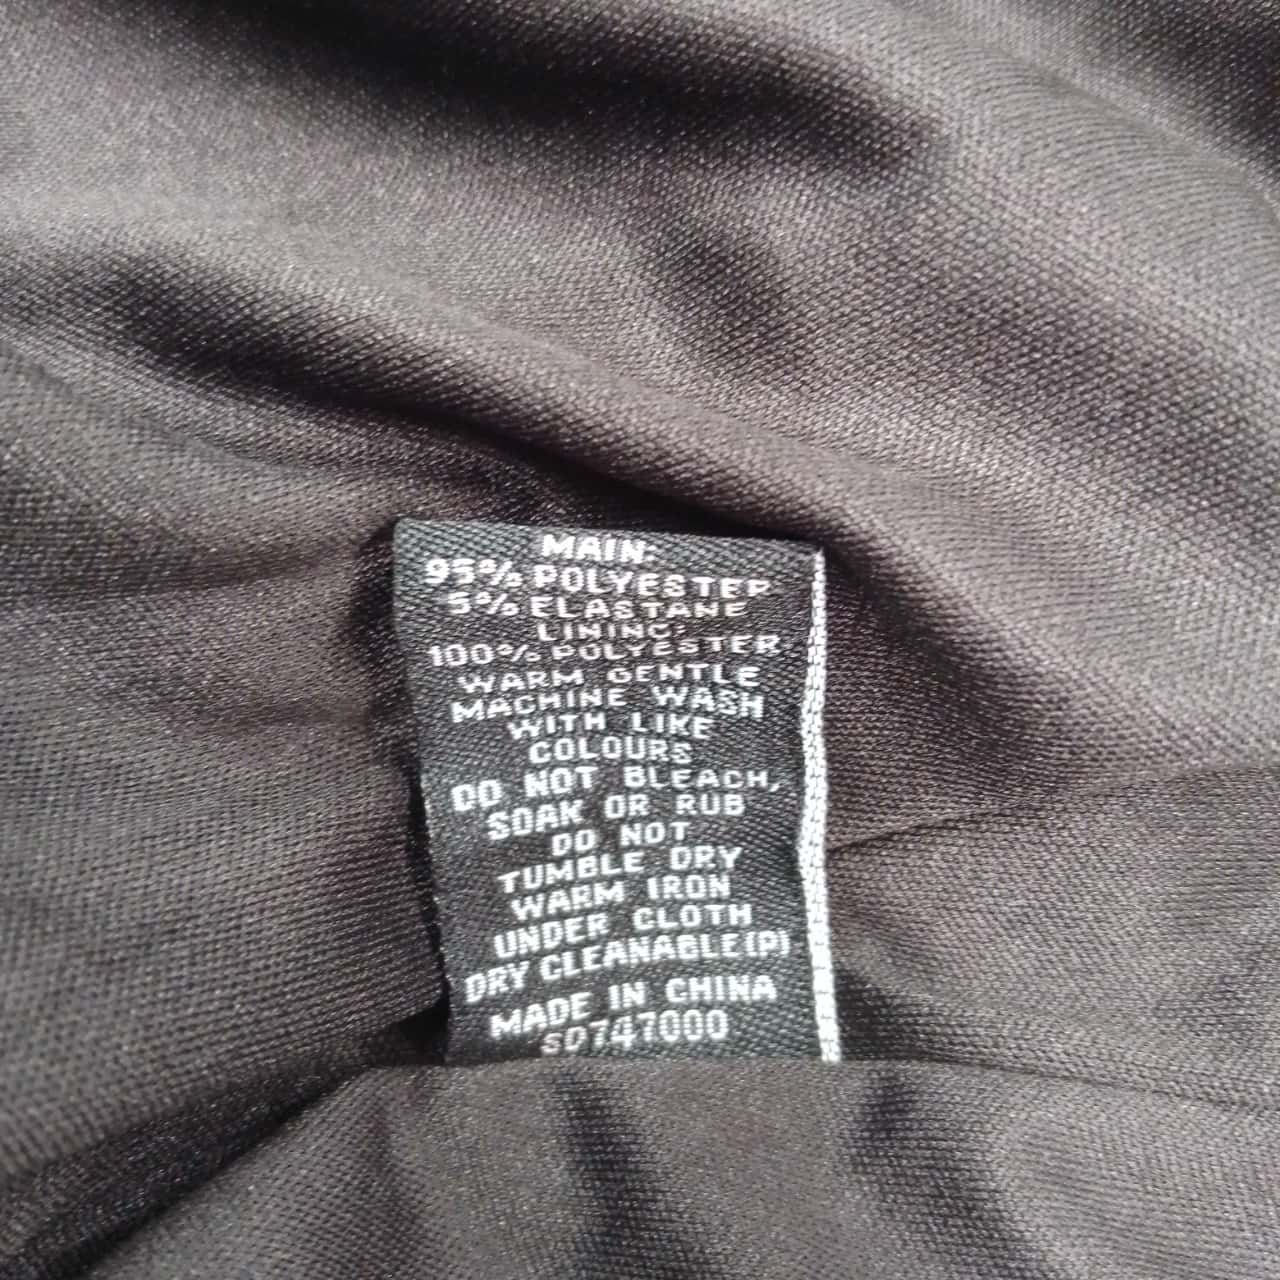 MAIN:
95% POLYESTER
5% ELASTANE
LINING:
100% POLYESTER
WARM GENTLE
MACHINE WASH
WITH LIKE
COLOURS
DO NOT BLEACH,
SOAK OR RUB
DO NOT
TUMBLE DRY
WARM IRON
UNDER CLOTH
DRY CLEANABLE(P)
MADE IN CHINA
SD747000